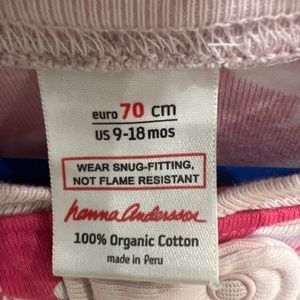 euro 70 cm
US 9-18 mos
WEAR SNUG-FITTING,
NOT FLAME RESISTANT
hanna andersson
100% Organic Cotton
made in Peru